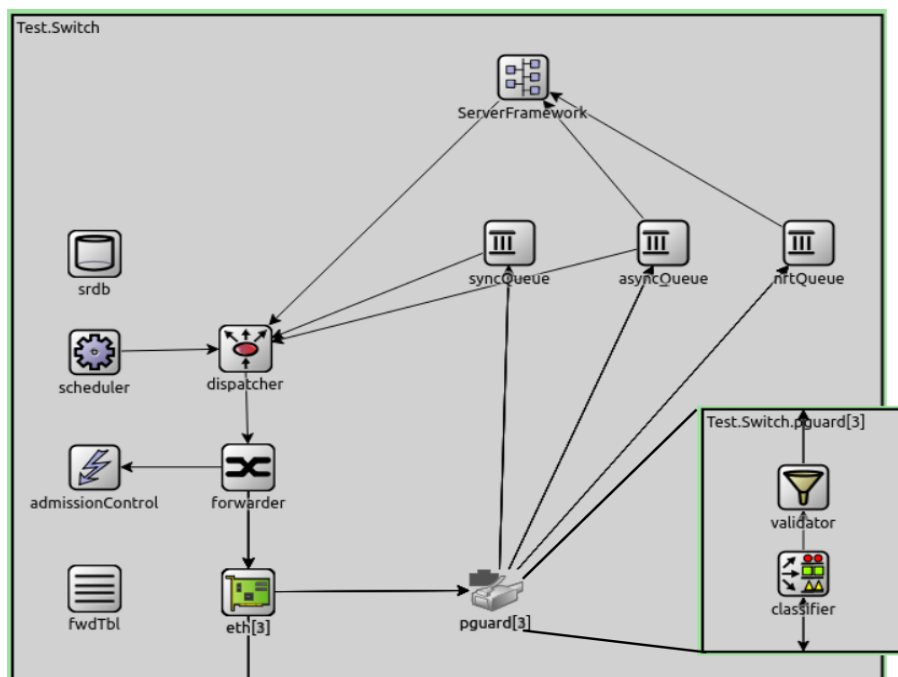 Test.Switch
ServerFramework
srdb
syncQueue
asyncQueue
nrtQueue
scheduler
dispatcher
Test.Switch.pguard[3]
admissionControl
forwarder
validator
fwdTbl
eth[3]
pguard[3]
classifier